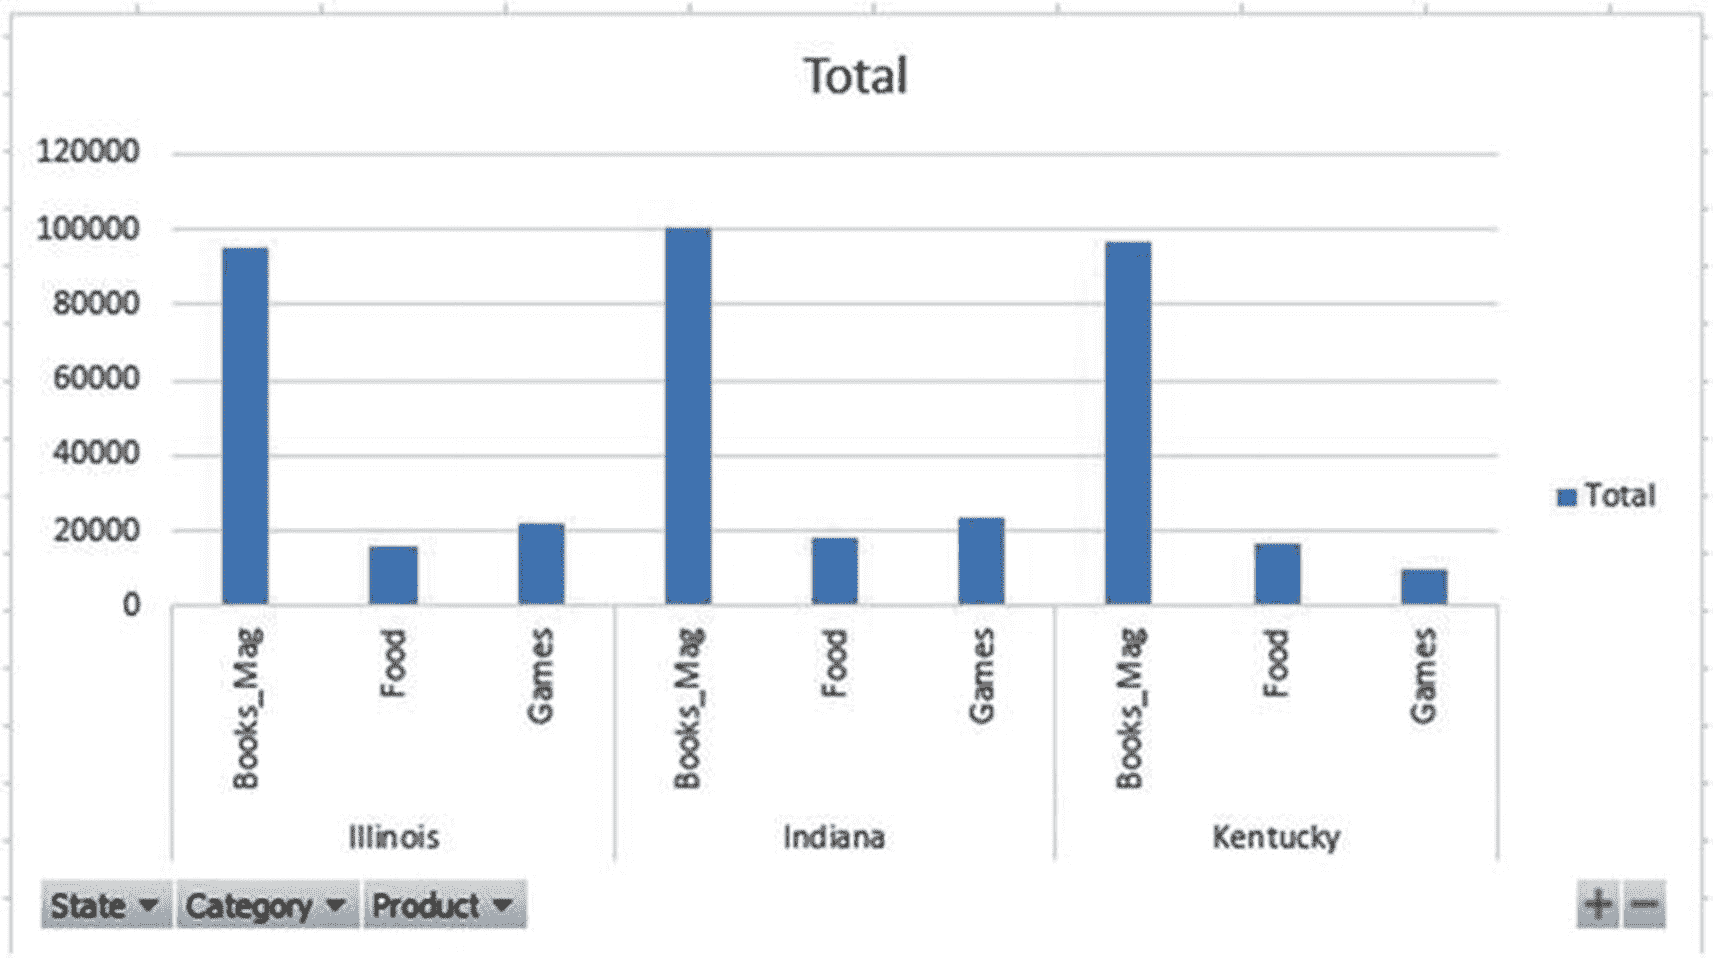 Total
120000
100000
80000
60000
40000
20000
0
Total
Books_Mag Food Games Books_Mag Food Games Books_Mag Food Games
Illinois Indiana Kentucky
State Category Product + −